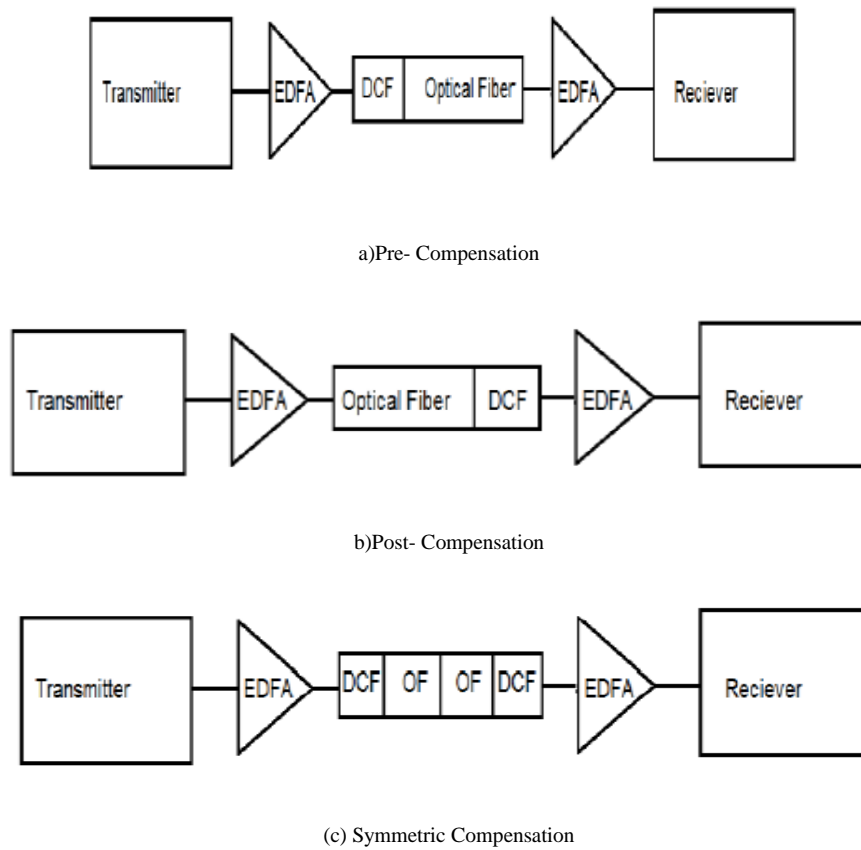 Transmitter EDFA DCF Optical Fiber EDFA Reciever
a)Pre- Compensation
Transmitter EDFA Optical Fiber DCF EDFA Reciever
b)Post- Compensation
Transmitter EDFA DCF OF OF DCF EDFA Reciever
(c) Symmetric Compensation